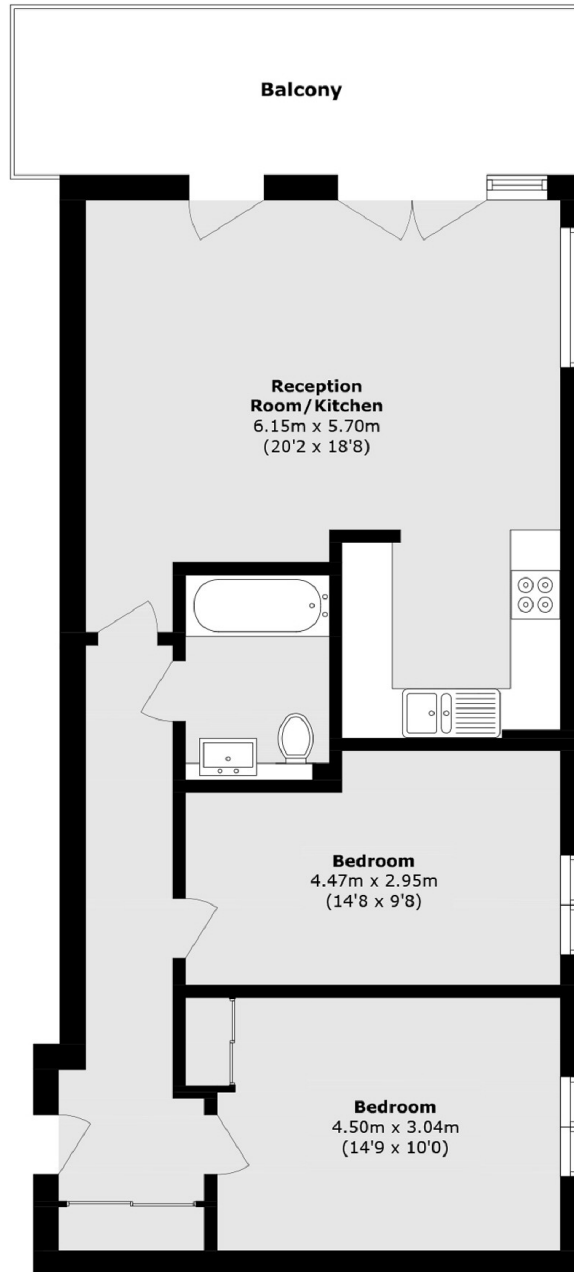 Balcony
Reception
Room/Kitchen
6.15m x 5.70m
(20'2 x 18'8)
Bedroom
4.47m x 2.95m
(14'8 x 9'8)
Bedroom
4.50m x 3.04m
(14'9 x 10'0)